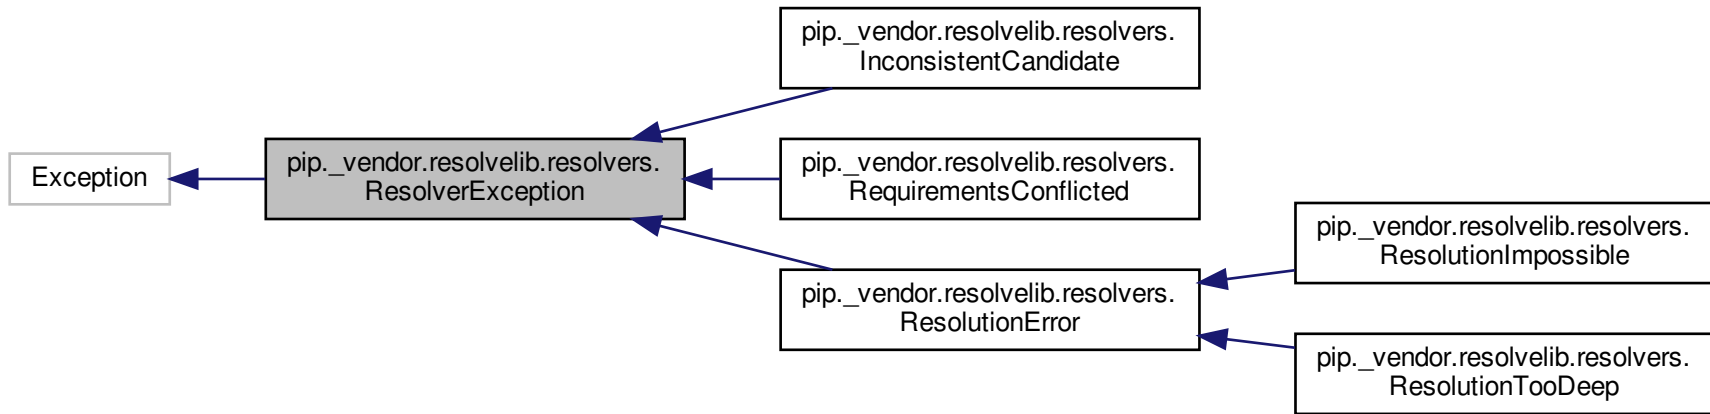 Exception
pip._vendor.resolvelib.resolvers.
ResolverException
pip._vendor.resolvelib.resolvers.
InconsistentCandidate
pip._vendor.resolvelib.resolvers.
RequirementsConflicted
pip._vendor.resolvelib.resolvers.
ResolutionError
pip._vendor.resolvelib.resolvers.
ResolutionImpossible
pip._vendor.resolvelib.resolvers.
ResolutionTooDeep